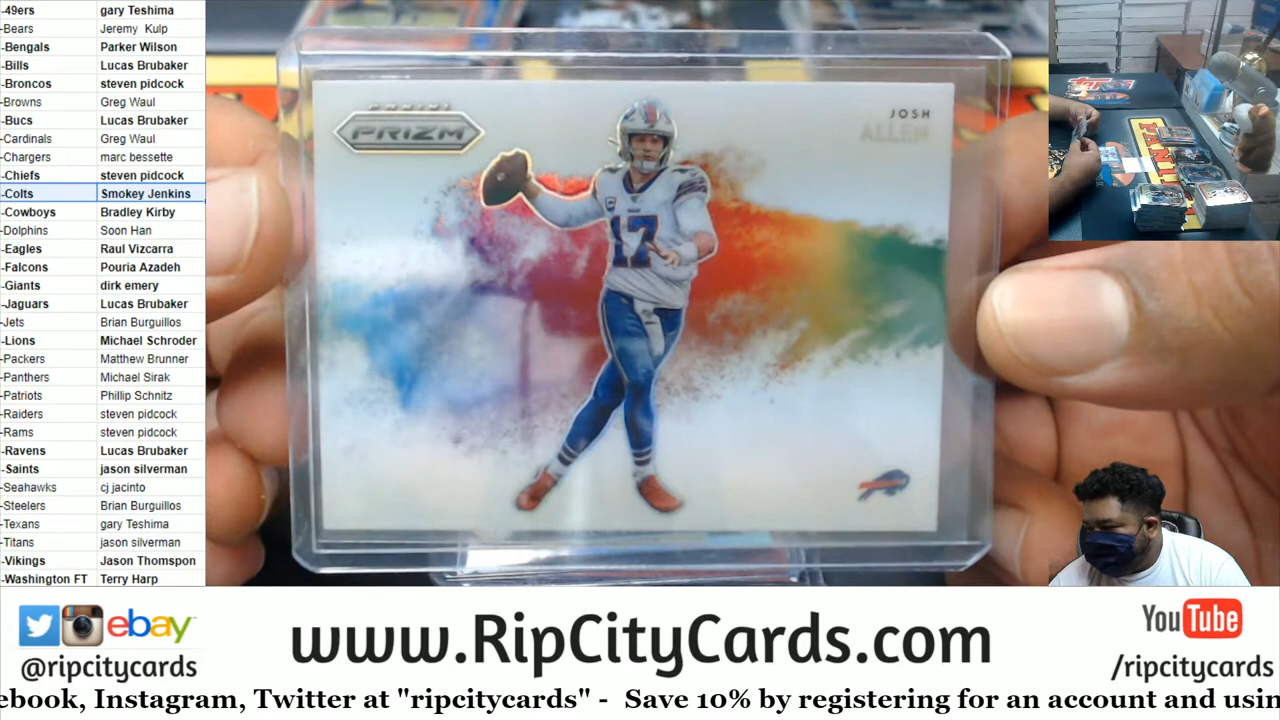 -49ers gary Teshima
-Bears Jeremy Kulp
-Bengals Parker Wilson
-Bills Lucas Brubaker
-Broncos steven pidcock
-Browns Greg Waul
-Bucs Lucas Brubaker
-Cardinals Greg Waul
-Chargers marc bessette
-Chiefs steven pidcock
-Colts Smokey Jenkins
-Cowboys Bradley Kirby
-Dolphins Soon Han
-Eagles Raul Vizcarra
-Falcons Pouria Azadeh
-Giants dirk emery
-Jaguars Lucas Brubaker
-Jets Brian Burguillos
-Lions Michael Schroder
-Packers Matthew Brunner
-Panthers Michael Sirak
-Patriots Phillip Schnitz
-Raiders steven pidcock
-Rams steven pidcock
-Ravens Lucas Brubaker
-Saints jason silverman
-Seahawks cj jacinto
-Steelers Brian Burguillos
-Texans gary Teshima
-Titans jason silverman
-Vikings Jason Thomspon
-Washington FT Terry Harp
PANINI
PRIZM
JOSH
ALLEN
17
PANINI
ebay
@ripcitycards
www.RipCityCards.com
YouTube
/ripcitycards
ebook, Instagram, Twitter at "ripcitycards" - Save 10% by registering for an account and usin